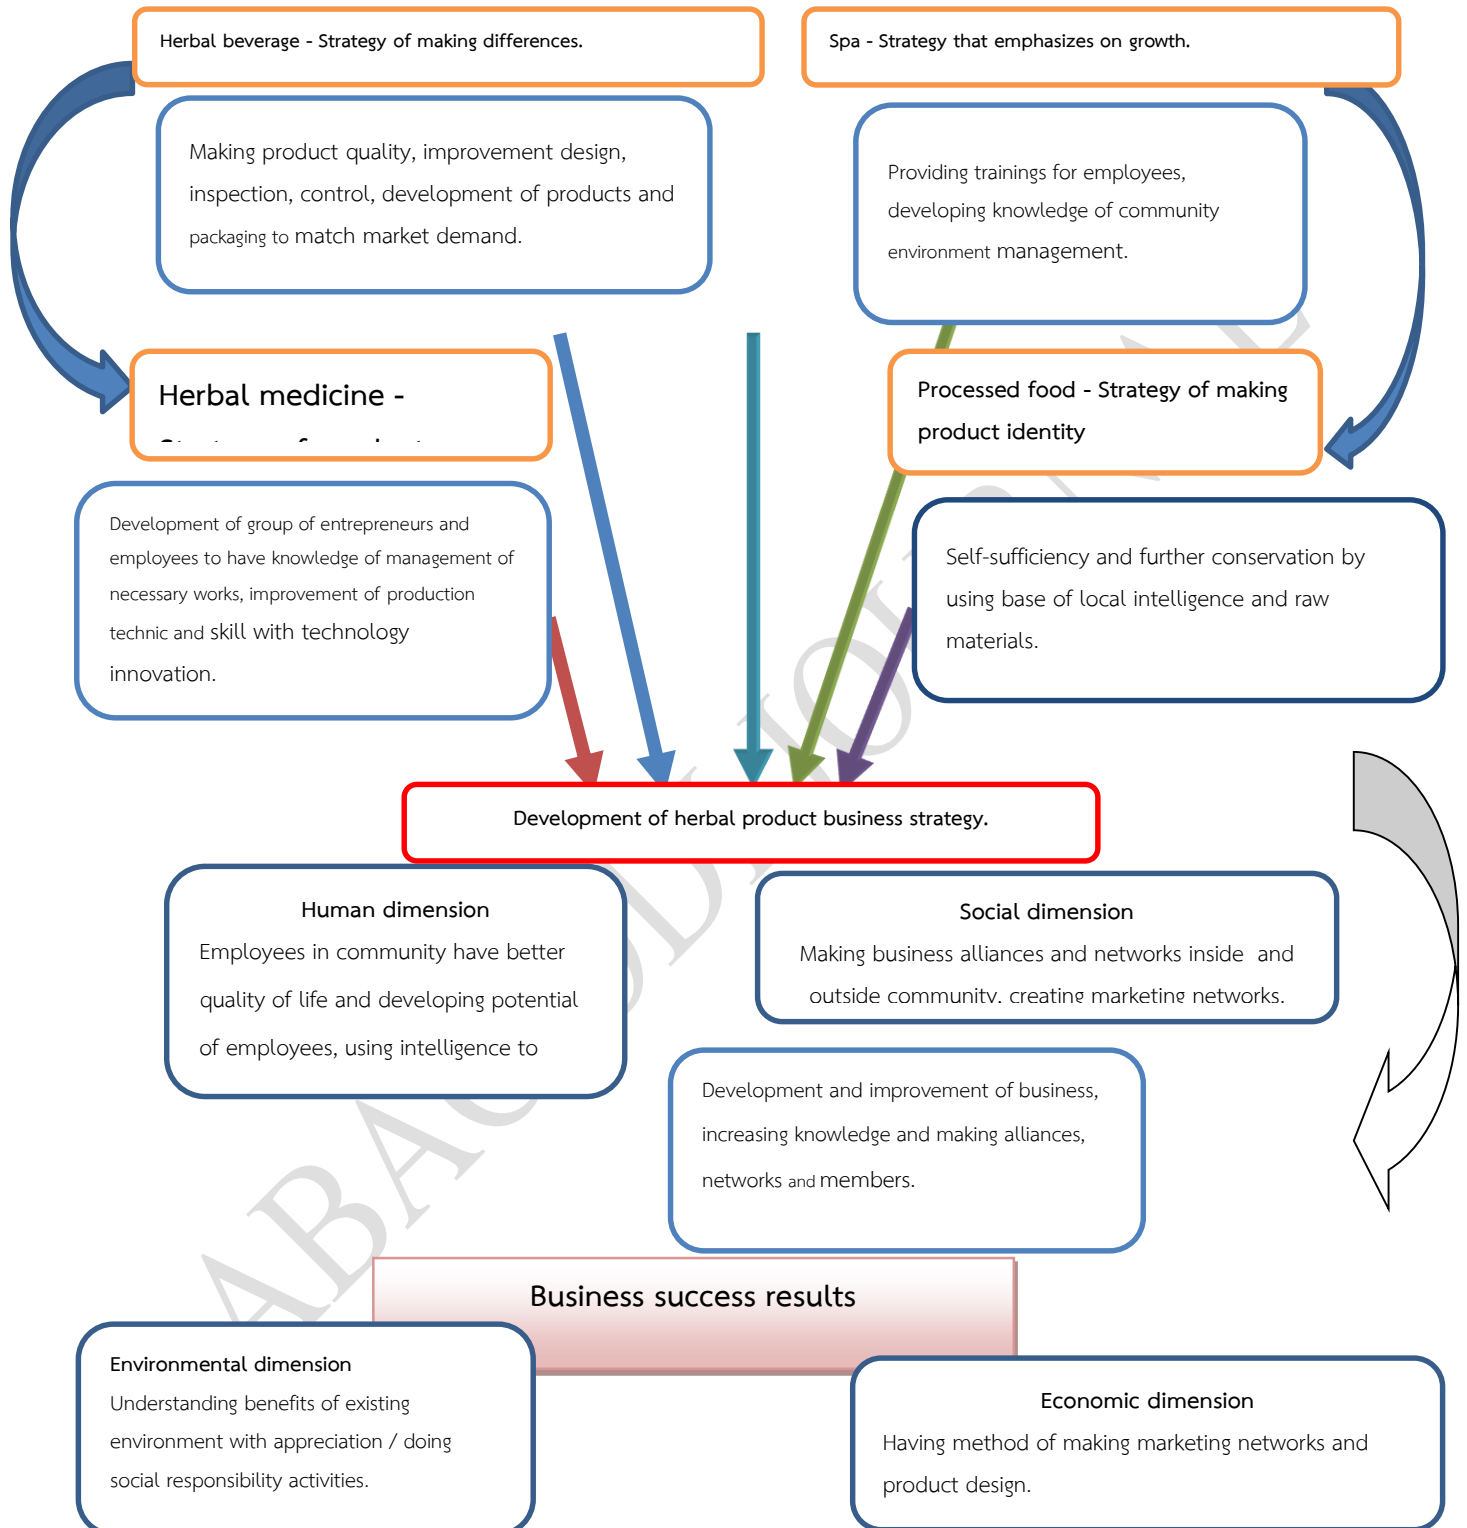 Herbal beverage - Strategy of making differences.
Spa - Strategy that emphasizes on growth.
Making product quality, improvement design,
inspection, control, development of products and
packaging to match market demand.
Providing trainings for employees,
developing knowledge of community
environment management.
Herbal medicine -
Processed food - Strategy of making
product identity
Development of group of entrepreneurs and
employees to have knowledge of management of
necessary works, improvement of production
technic and skill with technology
innovation.
Self-sufficiency and further conservation by
using base of local intelligence and raw
materials.
Development of herbal product business strategy.
Human dimension
Employees in community have better
quality of life and developing potential
of employees, using intelligence to
Social dimension
Making business alliances and networks inside and
outside community, creating marketing networks.
Development and improvement of business,
increasing knowledge and making alliances,
networks and members.
Business success results
Environmental dimension
Understanding benefits of existing
environment with appreciation / doing
social responsibility activities.
Economic dimension
Having method of making marketing networks and
product design.